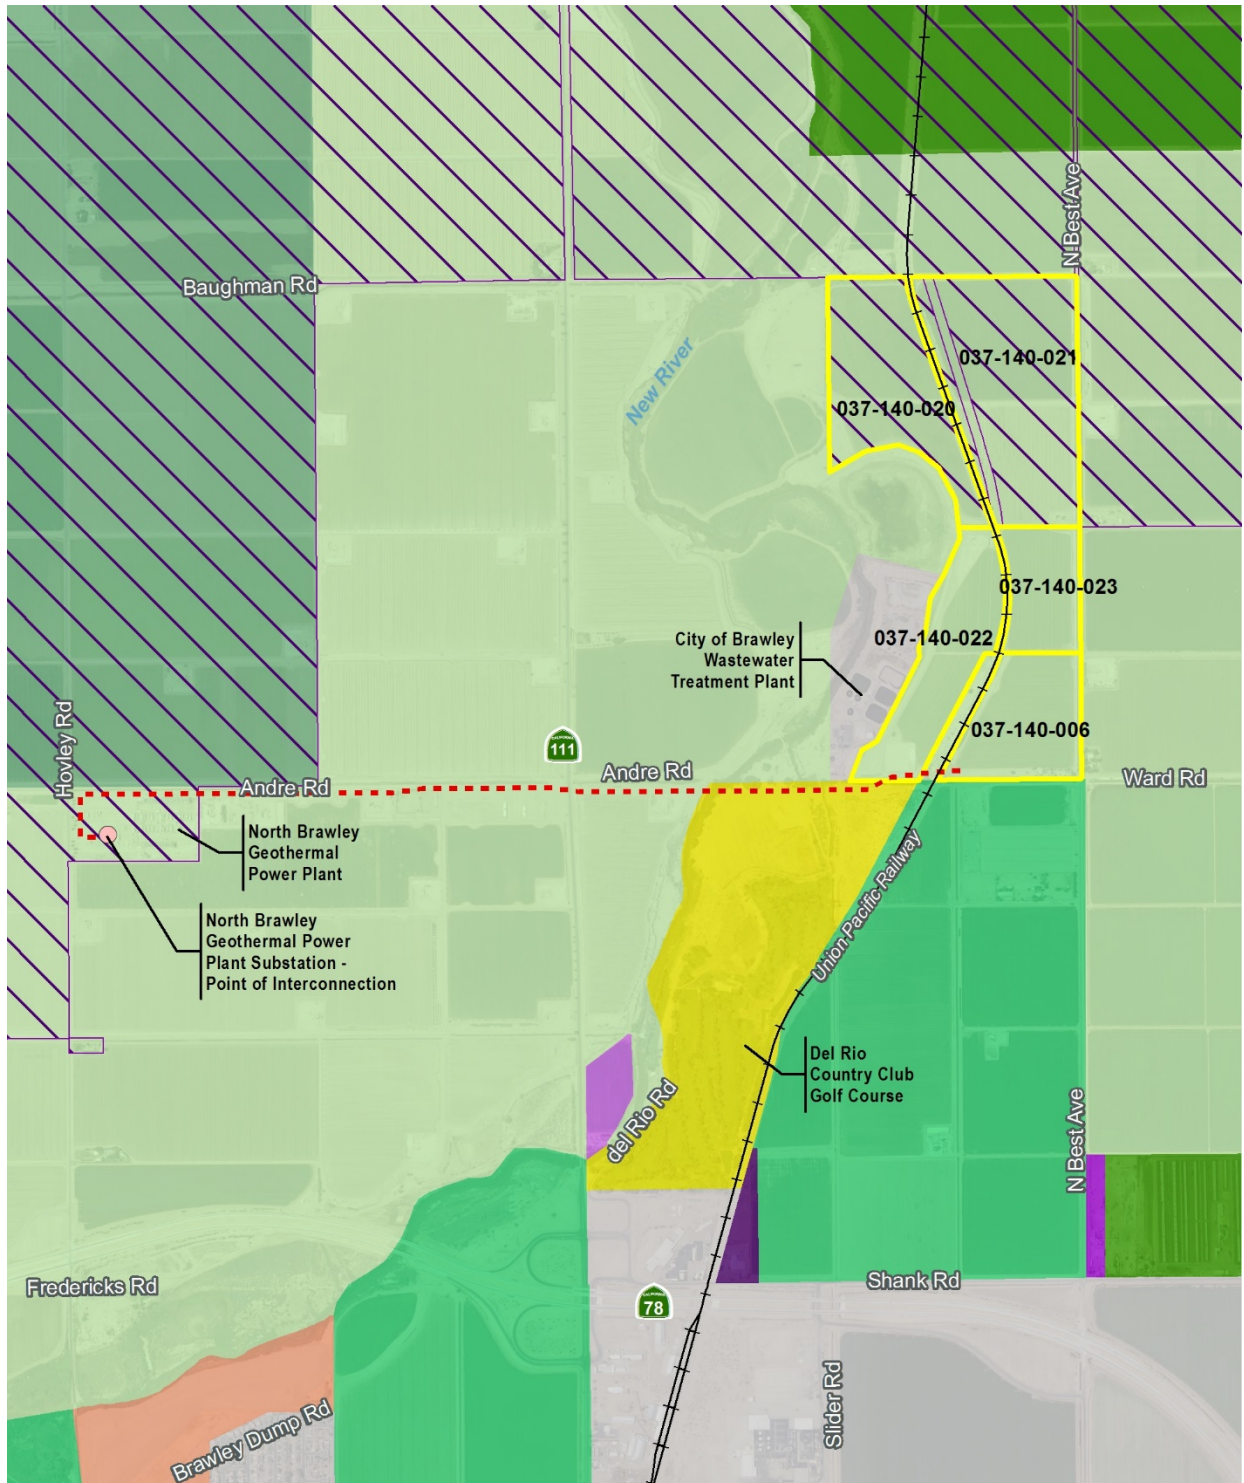 N Best Ave
Baughman Rd
New River
037-140-021
037-140-020
037-140-023
037-140-022
City of Brawley
Wastewater
Treatment Plant
037-140-006
Hovley Rd
CALIFORNIA
111
Andre Rd
Andre Rd
Ward Rd
North Brawley
Geothermal
Power Plant
Union Pacific Railway
North Brawley
Geothermal Power
Plant Substation -
Point of Interconnection
Del Rio
Country Club
Golf Course
del Rio Rd
N Best Ave
Fredericks Rd
Shank Rd
CALIFORNIA
78
Slider Rd
Brawley Dump Rd